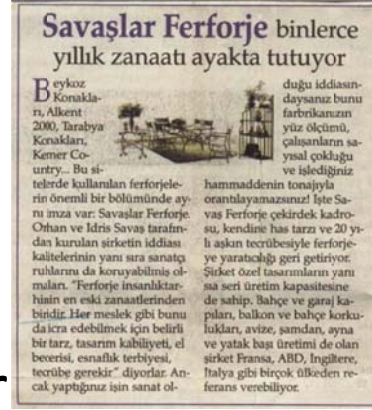 Savaşlar Ferforje binlerce
yıllık zanaatı ayakta tutuyor
Beykoz
Konakla-
rı, Alkent
2000, Tarabya
Konakları,
Kemer Co-
untry... Bu si-
telerde kullanılan ferforjele-
rin önemli bir bölümünde ay-
nı imza var: Savaşlar Ferforje.
Orhan ve İdris Savaş tarafın-
dan kurulan şirketin iddiası
kalitelerinin yanı sıra sanatçı
ruhlarını da koruyabilmiş ol-
maları. "Ferforje insanlıktar-
hisin en eski zanaatlerinden
biridir. Her meslek gibi bunu
da icra edebilmek için belirli
bir tarz, tasarım kabiliyeti, el
becerisi, esnaflık terbiyesi,
tecrübe gerekir" diyorlar. An-
cak yaptığınız işin sanat ol-
duğu iddiasın-
daysanız bunu
farbrikanızın
yüz ölçümü,
çalışanların sa-
yısal çokluğu
ve işlediğiniz
hammaddenin tonajıyla
orantılayamazsınız! İşte Sa-
vaş Ferforje çekirdek kadro-
su, kendine has tarzı ve 20 yı-
lı aşkın tecrübesiyle ferforje-
ye yaratıcılığı geri getiriyor.
Şirket özel tasarımların yanı
sıa seri üretim kapasitesine
de sahip. Bahçe ve garaj ka-
pıları, balkon ve bahçe korku-
lukları, avize, şamdan, ayna
ve yatak başı üretimi de olan
şirket Fransa, ABD, İngiltere,
İtalya gibi birçok ülkeden re-
ferans verebiliyor.